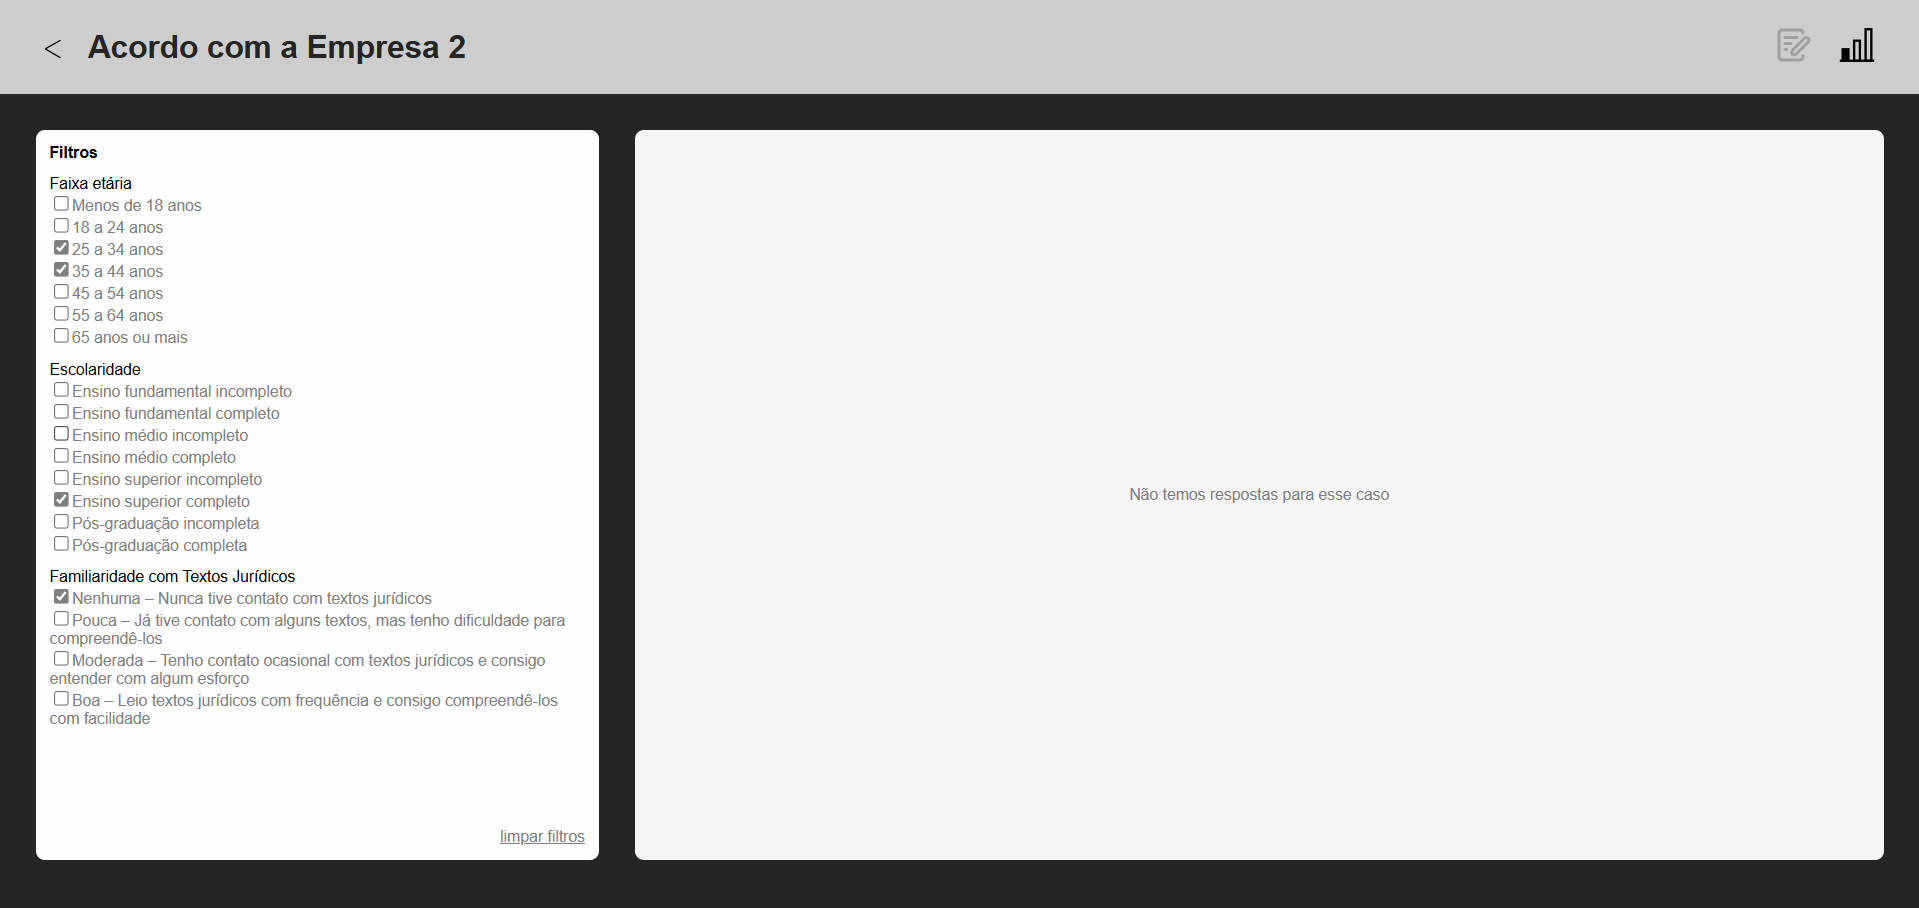 < Acordo com a Empresa 2
Filtros
Faixa etária
Menos de 18 anos
18 a 24 anos
25 a 34 anos
35 a 44 anos
45 a 54 anos
55 a 64 anos
65 anos ou mais
Escolaridade
Ensino fundamental incompleto
Ensino fundamental completo
Ensino médio incompleto
Ensino médio completo
Ensino superior incompleto
Ensino superior completo
Pós-graduação incompleta
Pós-graduação completa
Familiaridade com Textos Jurídicos
Nenhuma – Nunca tive contato com textos jurídicos
Pouca – Já tive contato com alguns textos, mas tenho dificuldade para
compreendê-los
Moderada – Tenho contato ocasional com textos jurídicos e consigo
entender com algum esforço
Boa – Leio textos jurídicos com frequência e consigo compreendê-los
com facilidade
limpar filtros
Não temos respostas para esse caso